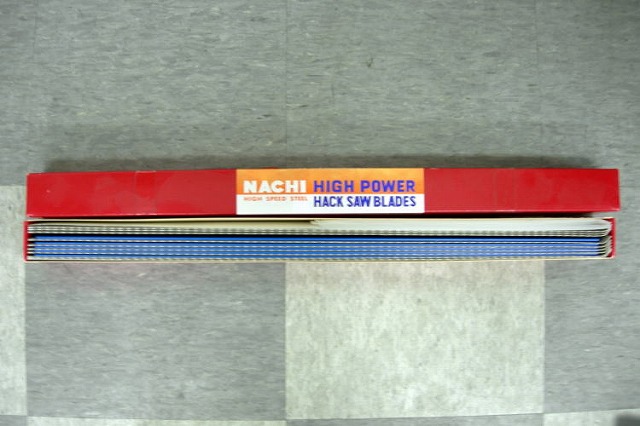 NACHI HIGH POWER
HIGH SPEED STEEL HACK SAW BLADES